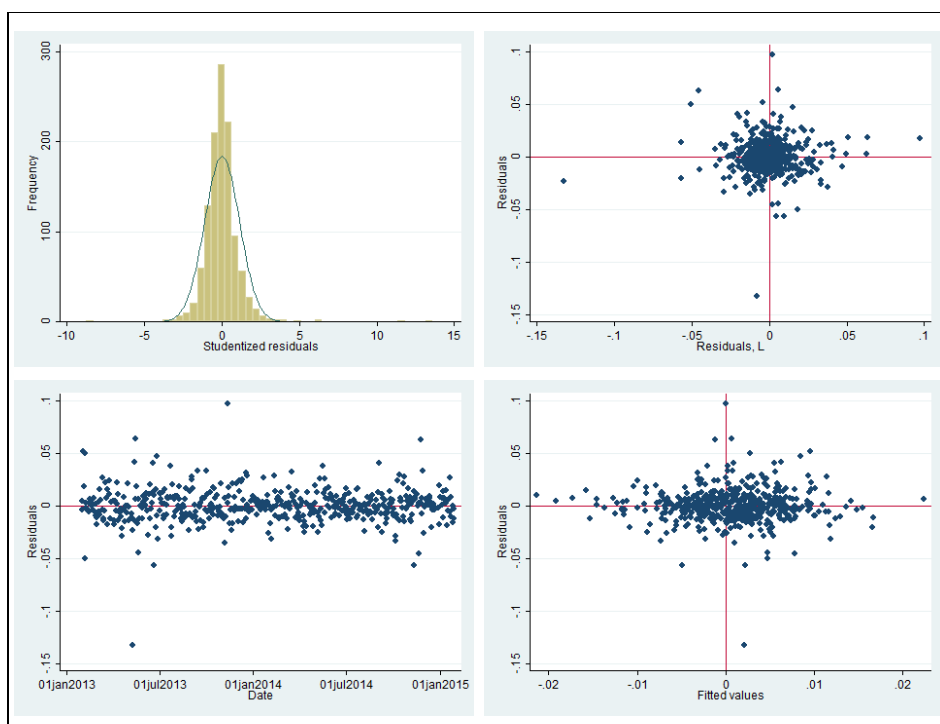 Frequency
300
200
100
0
-10 -5 0 5 10 15
Studentized residuals
Residuals
.1
.05
0
-.05
-.1
-.15
-.15 -.1 -.05 0 .05 .1
Residuals, L
Residuals
.1
.05
0
-.05
-.1
-.15
01jan2013 01jul2013 01jan2014 01jul2014 01jan2015
Date
Residuals
.1
.05
0
-.05
-.1
-.15
-.02 -.01 0 .01 .02
Fitted values